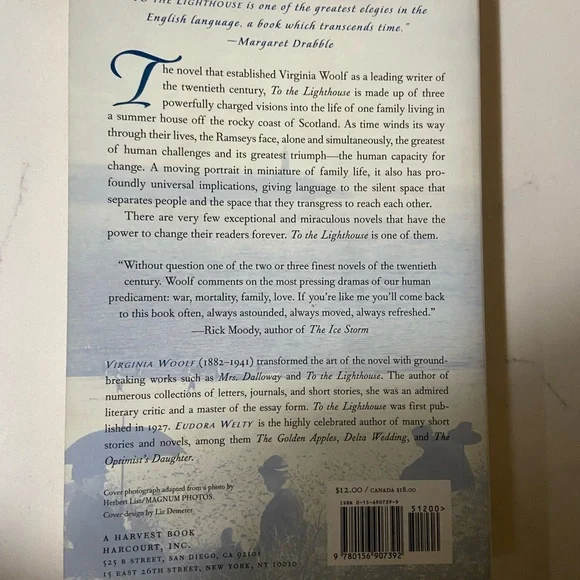 TO THE LIGHTHOUSE is one of the greatest elegies in the
English language, a book which transcends time."
—Margaret Drabble
The novel that established Virginia Woolf as a leading writer of
the twentieth century, To the Lighthouse is made up of three
powerfully charged visions into the life of one family living in
a summer house off the rocky coast of Scotland. As time winds its way
through their lives, the Ramseys face, alone and simultaneously, the greatest
of human challenges and its greatest triumph—the human capacity for
change. A moving portrait in miniature of family life, it also has pro-
foundly universal implications, giving language to the silent space that
separates people and the space that they transgress to reach each other.
There are very few exceptional and miraculous novels that have the
power to change their readers forever. To the Lighthouse is one of them.
"Without question one of the two or three finest novels of the twentieth
century. Woolf comments on the most pressing dramas of our human
predicament: war, mortality, family, love. If you're like me you'll come back
to this book often, always astounded, always moved, always refreshed."
—Rick Moody, author of The Ice Storm
VIRGINIA WOOLF (1882–1941) transformed the art of the novel with ground-
breaking works such as Mrs. Dalloway and To the Lighthouse. The author of
numerous collections of letters, journals, and short stories, she was an admired
literary critic and a master of the essay form. To the Lighthouse was first pub-
lished in 1927. EUDORA WELTY is the highly celebrated author of many short
stories and novels, among them The Golden Apples, Delta Wedding, and The
Optimist's Daughter.
Cover photograph adapted from a photo by
Herbert List/MAGNUM PHOTOS
Cover design by Liz Demeter
A HARVEST BOOK
HARCOURT, INC.
525 B STREET, SAN DIEGO, CA 92101
15 EAST 26TH STREET, NEW YORK, NY 10010
$12.00 / CANADA $18.00
ISBN 0-15-690739-9
51200>
9 780156 907392